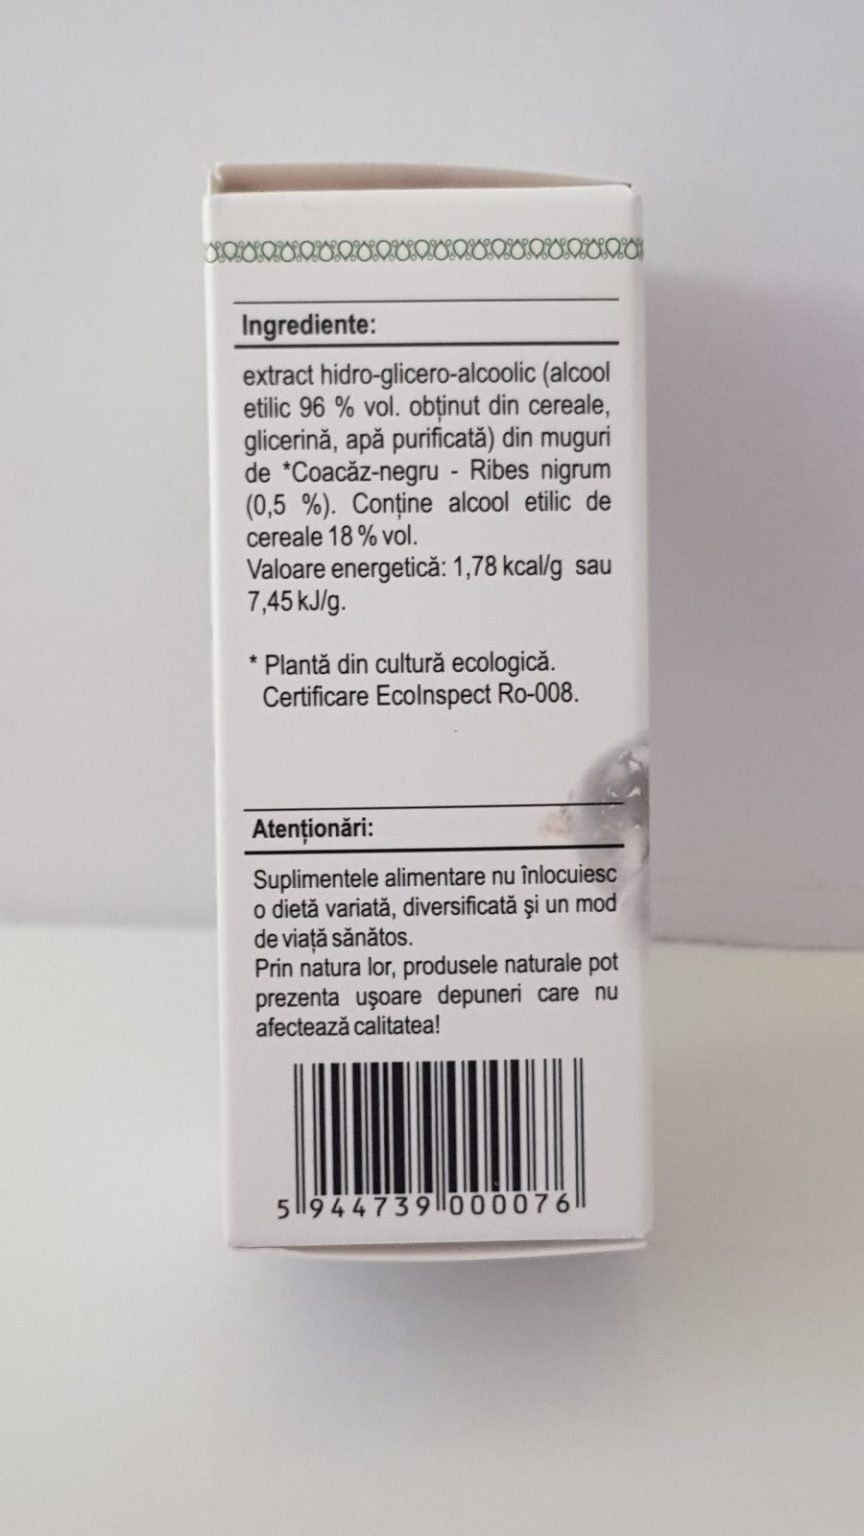 Ingrediente:
extract hidro-glicero-alcoolic (alcool
etilic 96 % vol. obținut din cereale,
glicerină, apă purificată) din muguri
de *Coacăz-negru - Ribes nigrum
(0,5 %). Conține alcool etilic de
cereale 18 % vol.
Valoare energetică: 1,78 kcal/g sau
7,45 kJ/g.
* Plantă din cultură ecologică.
Certificare EcoInspect Ro-008.
Atenționări:
Suplimentele alimentare nu înlocuiesc
o dietă variată, diversificată şi un mod
de viață sănătos.
Prin natura lor, produsele naturale pot
prezenta uşoare depuneri care nu
afectează calitatea!
5 944739 000076